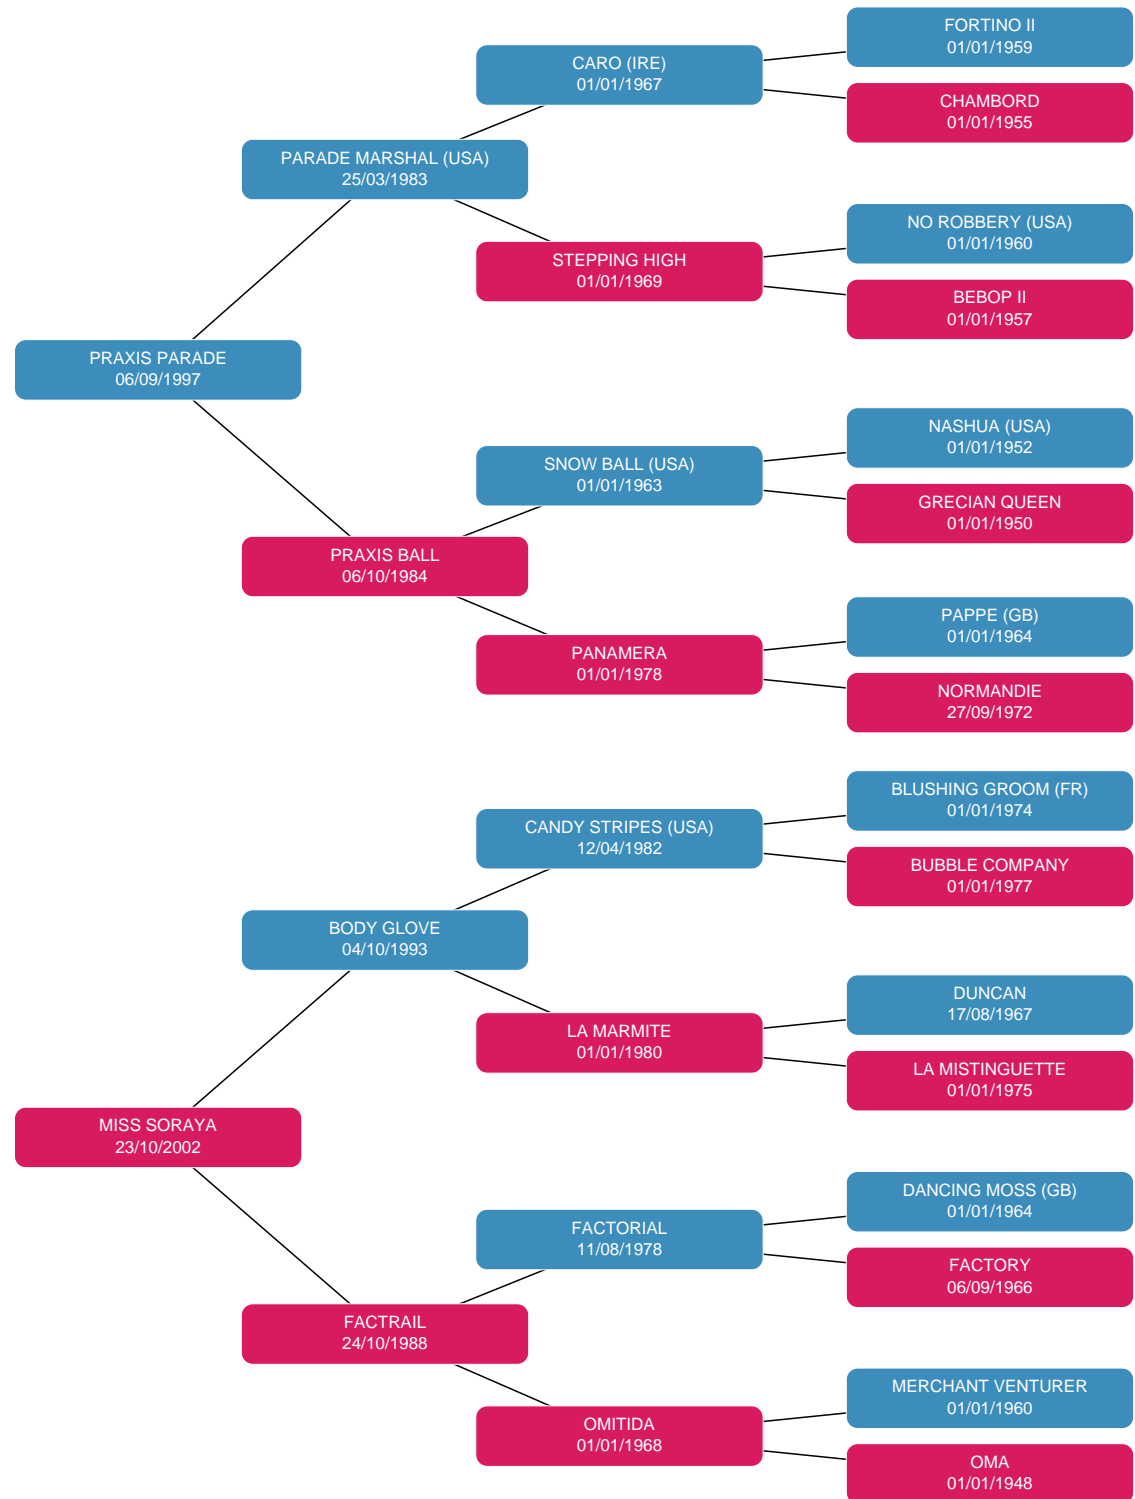 FORTINO II
01/01/1959
CARO (IRE)
01/01/1967
CHAMBORD
01/01/1955
PARADE MARSHAL (USA)
25/03/1983
NO ROBBERY (USA)
01/01/1960
STEPPING HIGH
01/01/1969
BEBOP II
01/01/1957
PRAXIS PARADE
06/09/1997
NASHUA (USA)
01/01/1952
SNOW BALL (USA)
01/01/1963
GRECIAN QUEEN
01/01/1950
PRAXIS BALL
06/10/1984
PAPPE (GB)
01/01/1964
PANAMERA
01/01/1978
NORMANDIE
27/09/1972
BLUSHING GROOM (FR)
01/01/1974
CANDY STRIPES (USA)
12/04/1982
BUBBLE COMPANY
01/01/1977
BODY GLOVE
04/10/1993
DUNCAN
17/08/1967
LA MARMITE
01/01/1980
LA MISTINGUETTE
01/01/1975
MISS SORAYA
23/10/2002
DANCING MOSS (GB)
01/01/1964
FACTORIAL
11/08/1978
FACTORY
06/09/1966
FACTRAIL
24/10/1988
MERCHANT VENTURER
01/01/1960
OMITIDA
01/01/1968
OMA
01/01/1948